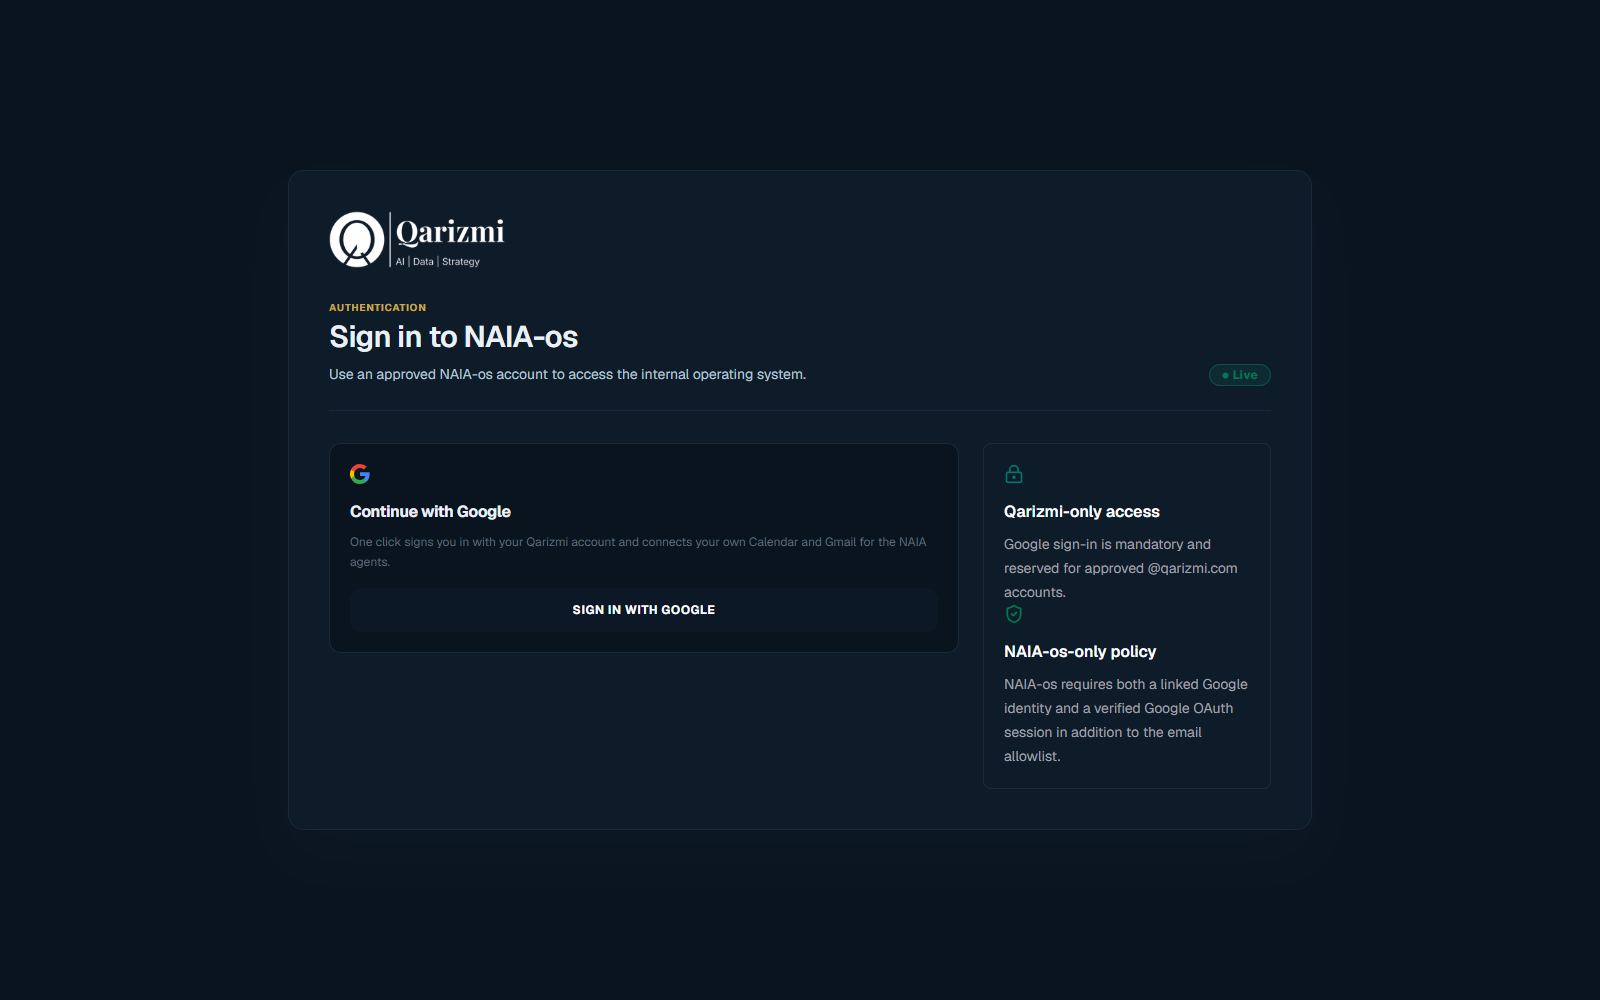 Qarizmi
AI | Data | Strategy
AUTHENTICATION
Sign in to NAIA-os
Use an approved NAIA-os account to access the internal operating system.
Live
Continue with Google
One click signs you in with your Qarizmi account and connects your own Calendar and Gmail for the NAIA
agents.
SIGN IN WITH GOOGLE
Qarizmi-only access
Google sign-in is mandatory and
reserved for approved @qarizmi.com
accounts.
NAIA-os-only policy
NAIA-os requires both a linked Google
identity and a verified Google OAuth
session in addition to the email
allowlist.